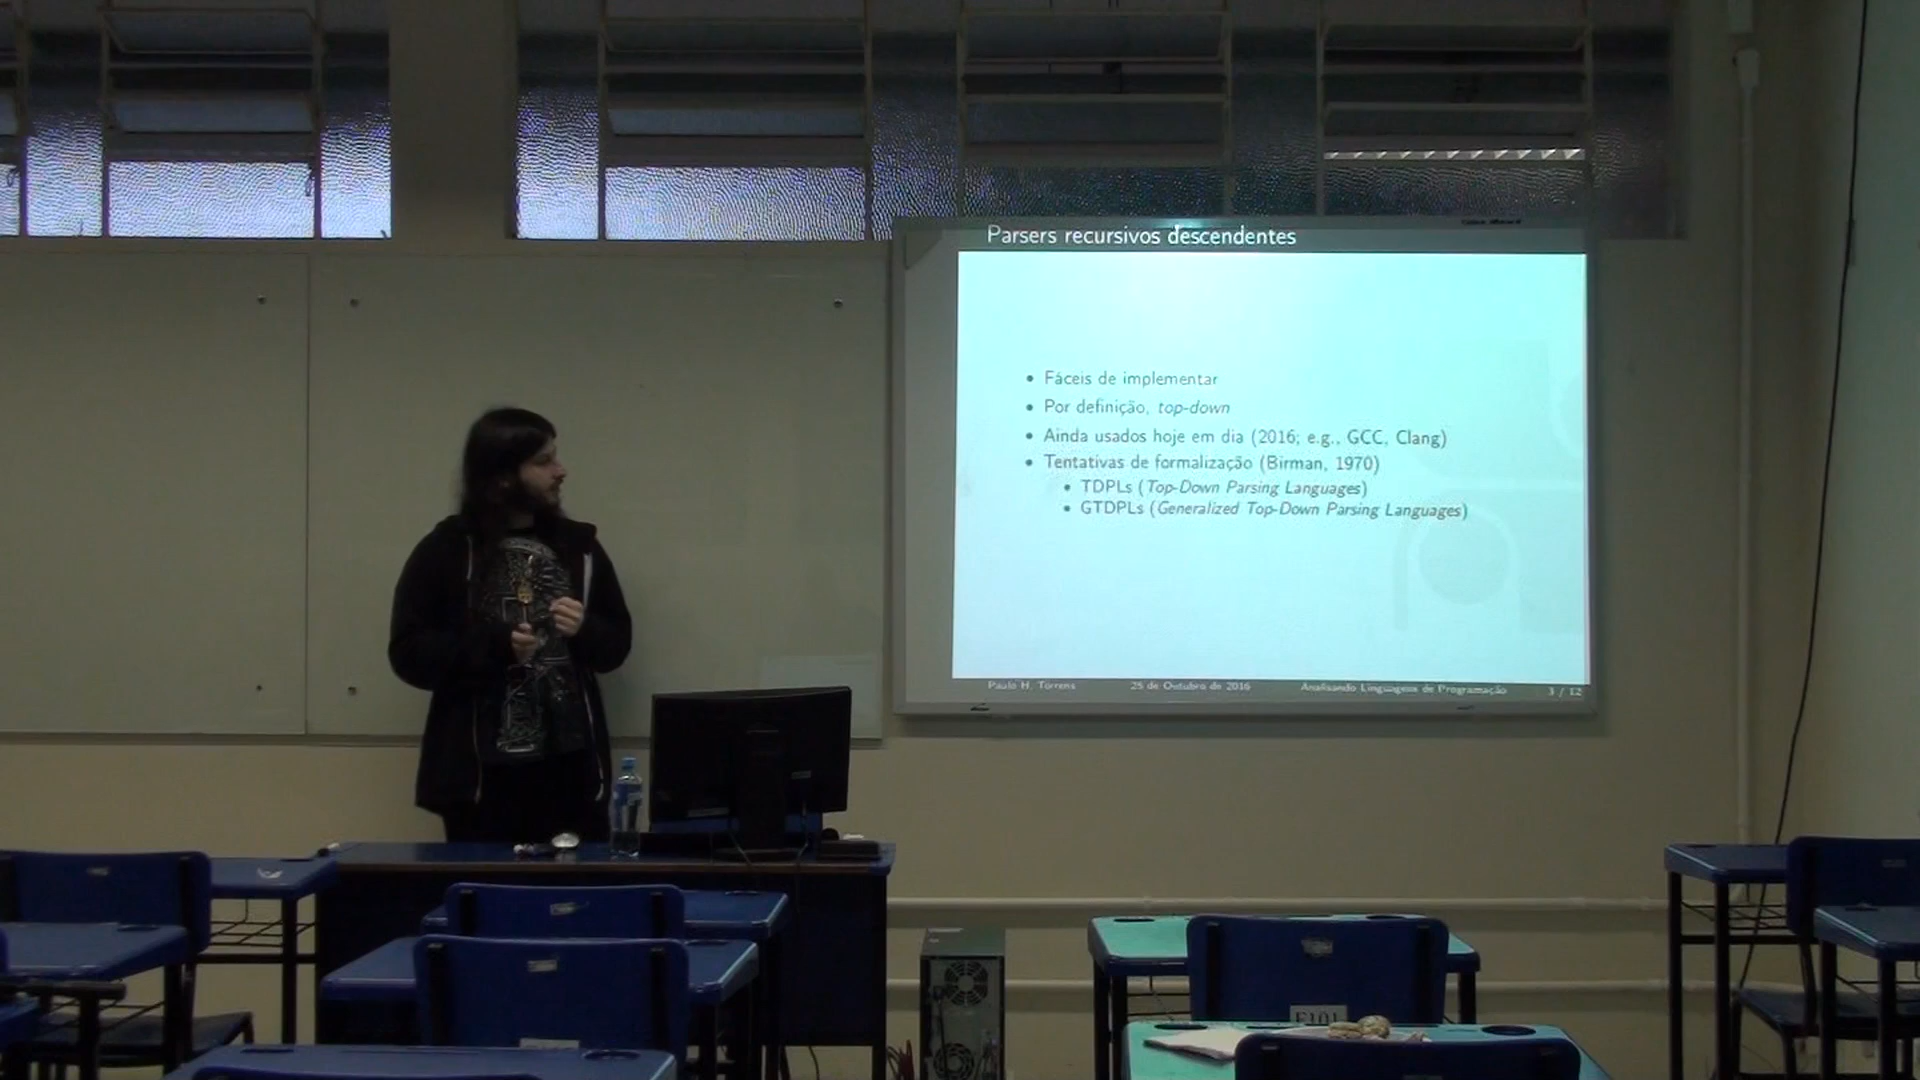 Parsers recursivos descendentes
• Fáceis de implementar
• Por definição, top-down
• Ainda usados hoje em dia (2016; e.g., GCC, Clang)
• Tentativas de formalização (Birman, 1970)
• TDPLs (Top-Down Parsing Languages)
• GTDPLs (Generalized Top-Down Parsing Languages)
Paulo H. Torrens 25 de Outubro de 2016 Analisando Linguagens de Programação 3 / 12
E101